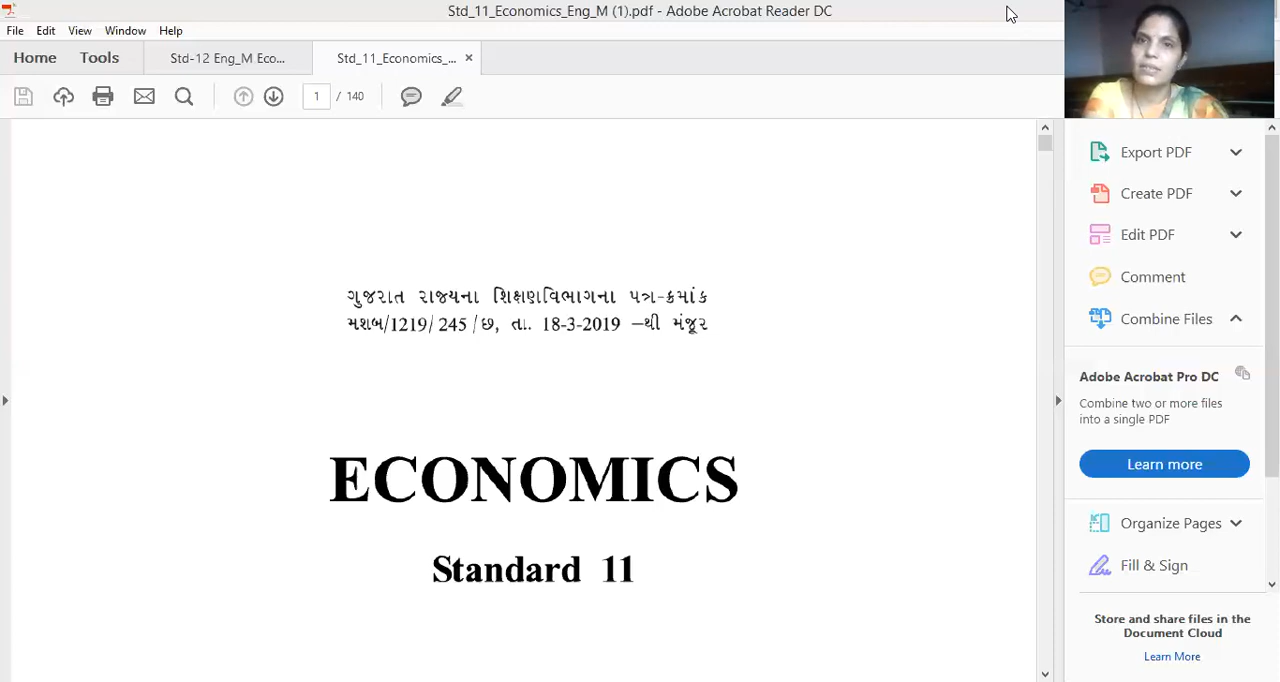 Std_11_Economics_Eng_M (1).pdf - Adobe Acrobat Reader DC
File Edit View Window Help
Home Tools Std-12 Eng_M Eco... Std_11_Economics_... ×
1 / 140
ગુજરાત રાજ્યના શિક્ષણવિભાગના પત્ર-ક્રમાંક
મશબ/1219/ 245 /છ, તા. 18-3-2019 –થી મંજૂર
ECONOMICS
Standard 11
Export PDF
Create PDF
Edit PDF
Comment
Combine Files
Adobe Acrobat Pro DC
Combine two or more files
into a single PDF
Learn more
Organize Pages
Fill & Sign
Store and share files in the
Document Cloud
Learn More